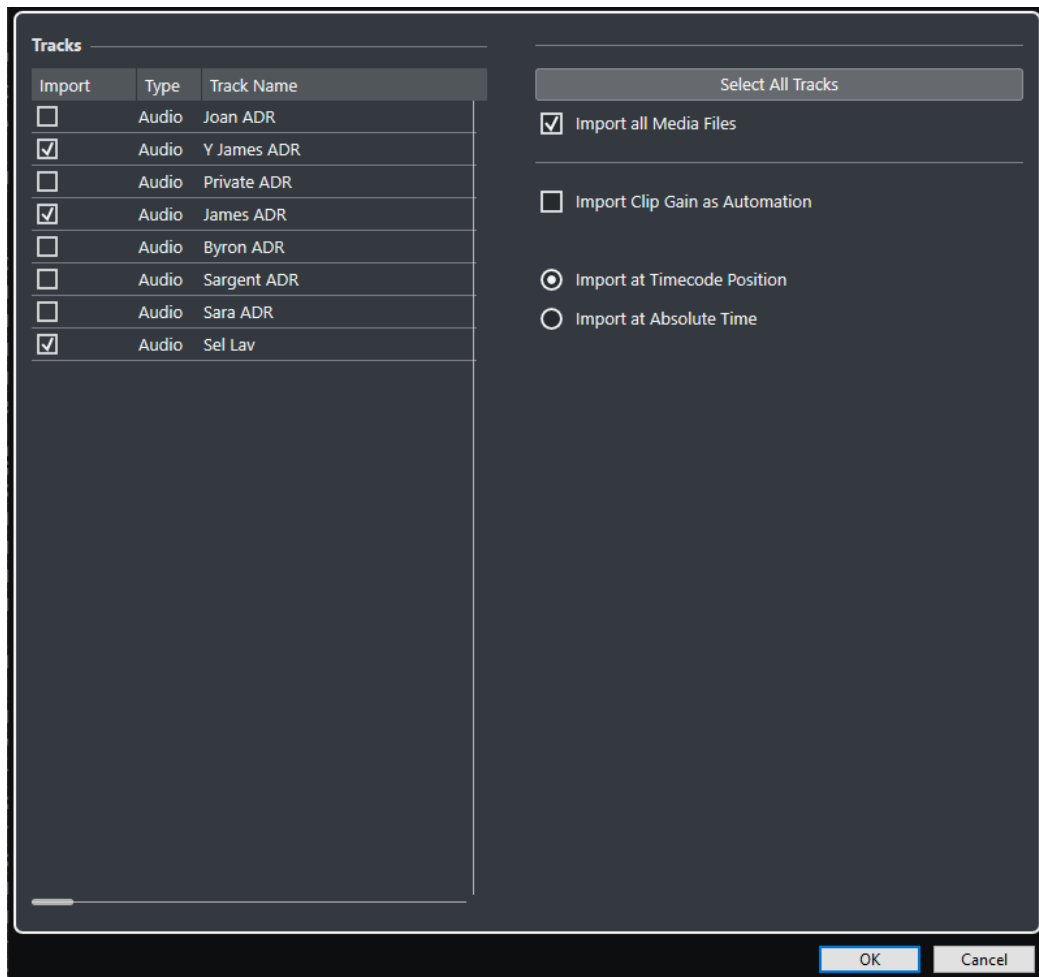 Tracks
Import Type Track Name
Audio Joan ADR
Audio Y James ADR
Audio Private ADR
Audio James ADR
Audio Byron ADR
Audio Sargent ADR
Audio Sara ADR
Audio Sel Lav
Select All Tracks
Import all Media Files
Import Clip Gain as Automation
Import at Timecode Position
Import at Absolute Time
OK Cancel